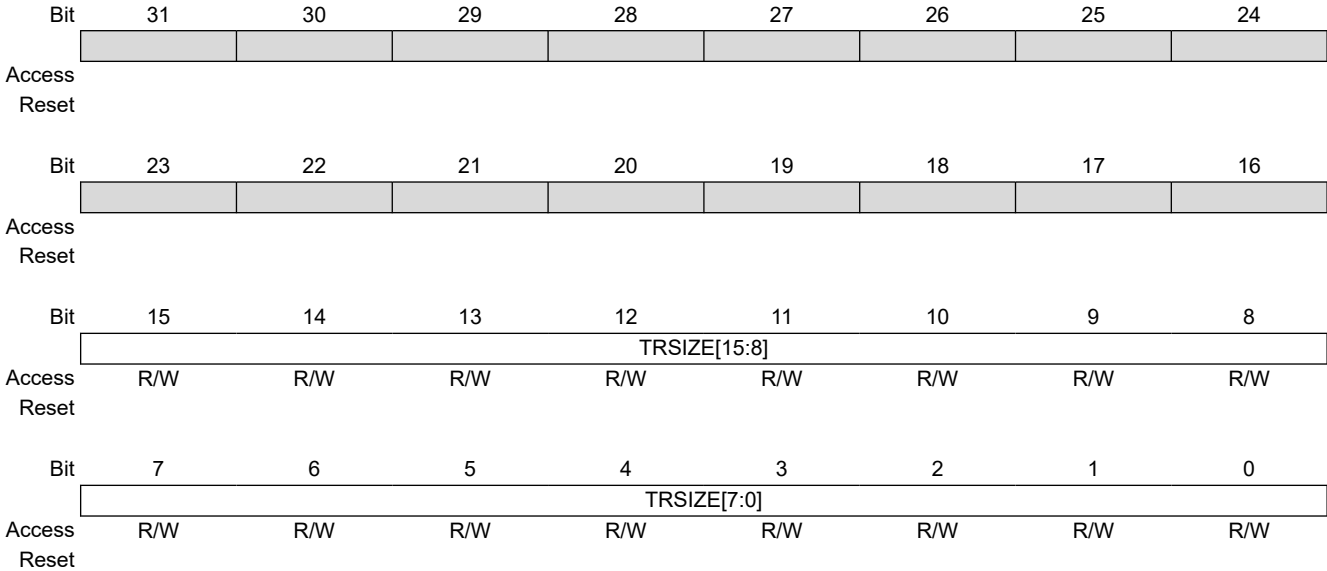 Bit 31 30 29 28 27 26 25 24
Access
Reset
Bit 23 22 21 20 19 18 17 16
Access
Reset
Bit 15 14 13 12 11 10 9 8
TRSIZE[15:8]
Access R/W R/W R/W R/W R/W R/W R/W R/W
Reset
Bit 7 6 5 4 3 2 1 0
TRSIZE[7:0]
Access R/W R/W R/W R/W R/W R/W R/W R/W
Reset